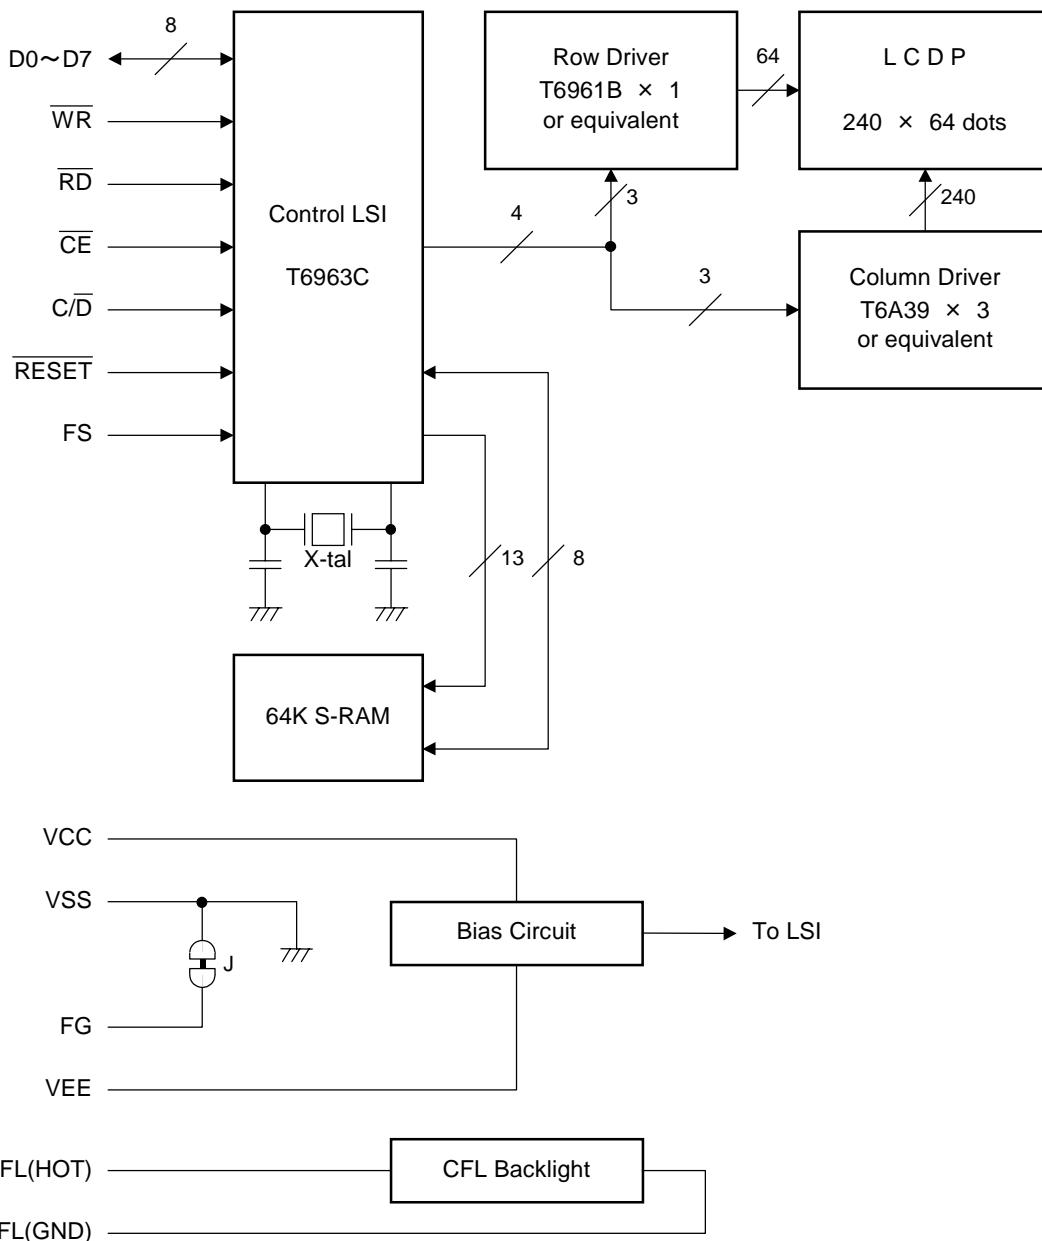 8
D0～D7
WR
RD
CE
C/D
RESET
FS
Control LSI
T6963C
4
Row Driver
T6961B × 1
or equivalent
64
L C D P
240 × 64 dots
3
240
3
Column Driver
T6A39 × 3
or equivalent
X-tal
13
8
64K S-RAM
VCC
VSS
J
FG
VEE
Bias Circuit
To LSI
FL(HOT)
CFL Backlight
FL(GND)